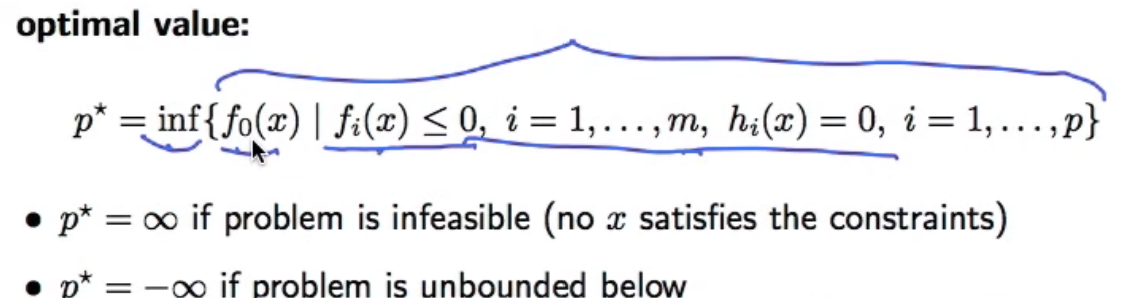 optimal value:
p⋆ = inf{f₀(x) | fᵢ(x) ≤ 0, i = 1, . . . , m, hᵢ(x) = 0, i = 1, . . . , p}
• p⋆ = ∞ if problem is infeasible (no x satisfies the constraints)
• p⋆ = −∞ if problem is unbounded below